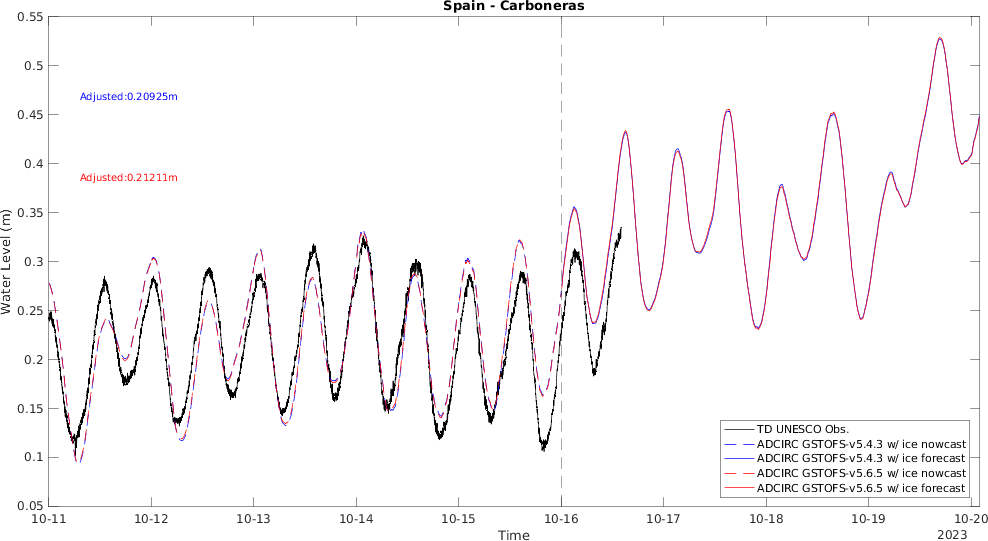 Spain - Carboneras
0.55
0.5
0.45
0.4
0.35
0.3
0.25
0.2
0.15
0.1
0.05
Water Level (m)
Adjusted:0.20925m
Adjusted:0.21211m
TD UNESCO Obs.
ADCIRC GSTOFS-v5.4.3 w/ ice nowcast
ADCIRC GSTOFS-v5.4.3 w/ ice forecast
ADCIRC GSTOFS-v5.6.5 w/ ice nowcast
ADCIRC GSTOFS-v5.6.5 w/ ice forecast
10-11 10-12 10-13 10-14 10-15 10-16 10-17 10-18 10-19 10-20
Time
2023